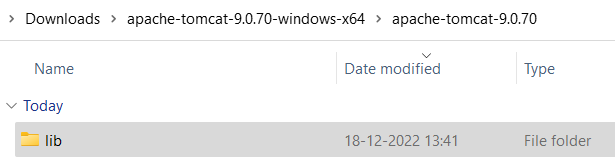 Downloads > apache-tomcat-9.0.70-windows-x64 > apache-tomcat-9.0.70
Name Date modified Type
Today
lib 18-12-2022 13:41 File folder